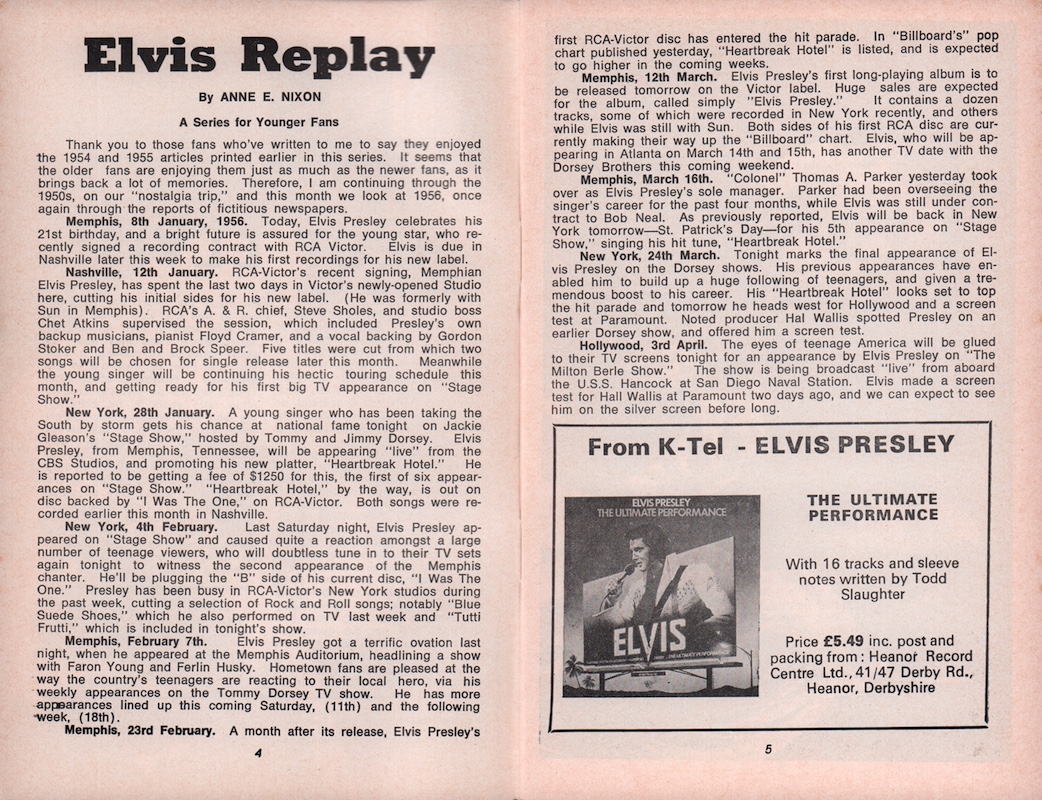 Elvis Replay
By ANNE E. NIXON
A Series for Younger Fans
Thank you to those fans who've written to me to say they enjoyed
the 1954 and 1955 articles printed earlier in this series. It seems that
the older fans are enjoying them just as much as the newer fans, as it
brings back a lot of memories. Therefore, I am continuing through the
1950s, on our "nostalgia trip," and this month we look at 1956, once
again through the reports of fictitious newspapers.
Memphis, 8th January, 1956. Today, Elvis Presley celebrates his
21st birthday, and a bright future is assured for the young star, who re-
cently signed a recording contract with RCA Victor. Elvis is due in
Nashville later this week to make his first recordings for his new label.
Nashville, 12th January. RCA-Victor's recent signing, Memphian
Elvis Presley, has spent the last two days in Victor's newly-opened Studio
here, cutting his initial sides for his new label. (He was formerly with
Sun in Memphis). RCA's A. & R. chief, Steve Sholes, and studio boss
Chet Atkins supervised the session, which included Presley's own
backup musicians, pianist Floyd Cramer, and a vocal backing by Gordon
Stoker and Ben and Brock Speer. Five titles were cut from which two
songs will be chosen for single release later this month. Meanwhile
the young singer will be continuing his hectic touring schedule this
month, and getting ready for his first big TV appearance on "Stage
Show."
New York, 28th January. A young singer who has been taking the
South by storm gets his chance at national fame tonight on Jackie
Gleason's "Stage Show," hosted by Tommy and Jimmy Dorsey. Elvis
Presley, from Memphis, Tennessee, will be appearing "live" from the
CBS Studios, and promoting his new platter, "Heartbreak Hotel." He
is reported to be getting a fee of $1250 for this, the first of six appear-
ances on "Stage Show." "Heartbreak Hotel," by the way, is out on
disc backed by "I Was The One," on RCA-Victor. Both songs were re-
corded earlier this month in Nashville.
New York, 4th February. Last Saturday night, Elvis Presley ap-
peared on "Stage Show" and caused quite a reaction amongst a large
number of teenage viewers, who will doubtless tune in to their TV sets
again tonight to witness the second appearance of the Memphis
chanter. He'll be plugging the "B" side of his current disc, "I Was The
One." Presley has been busy in RCA-Victor's New York studios during
the past week, cutting a selection of Rock and Roll songs; notably "Blue
Suede Shoes," which he also performed on TV last week and "Tutti
Frutti," which is included in tonight's show.
Memphis, February 7th. Elvis Presley got a terrific ovation last
night, when he appeared at the Memphis Auditorium, headlining a show
with Faron Young and Ferlin Husky. Hometown fans are pleased at the
way the country's teenagers are reacting to their local hero, via his
weekly appearances on the Tommy Dorsey TV show. He has more
appearances lined up this coming Saturday, (11th) and the following
week, (18th).
Memphis, 23rd February. A month after its release, Elvis Presley's
4
first RCA-Victor disc has entered the hit parade. In "Billboard's" pop
chart published yesterday, "Heartbreak Hotel" is listed, and is expected
to go higher in the coming weeks.
Memphis, 12th March. Elvis Presley's first long-playing album is to
be released tomorrow on the Victor label. Huge sales are expected
for the album, called simply "Elvis Presley." It contains a dozen
tracks, some of which were recorded in New York recently, and others
while Elvis was still with Sun. Both sides of his first RCA disc are cur-
rently making their way up the "Billboard" chart. Elvis, who will be ap-
pearing in Atlanta on March 14th and 15th, has another TV date with the
Dorsey Brothers this coming weekend.
Memphis, March 16th. "Colonel" Thomas A. Parker yesterday took
over as Elvis Presley's sole manager. Parker had been overseeing the
singer's career for the past four months, while Elvis was still under con-
tract to Bob Neal. As previously reported, Elvis will be back in New
York tomorrow—St. Patrick's Day—for his 5th appearance on "Stage
Show," singing his hit tune, "Heartbreak Hotel."
New York, 24th March. Tonight marks the final appearance of El-
vis Presley on the Dorsey shows. His previous appearances have en-
abled him to build up a huge following of teenagers, and given a tre-
mendous boost to his career. His "Heartbreak Hotel" looks set to top
the hit parade and tomorrow he heads west for Hollywood and a screen
test at Paramount. Noted producer Hal Wallis spotted Presley on an
earlier Dorsey show, and offered him a screen test.
Hollywood, 3rd April. The eyes of teenage America will be glued
to their TV screens tonight for an appearance by Elvis Presley on "The
Milton Berle Show." The show is being broadcast "live" from aboard
the U.S.S. Hancock at San Diego Naval Station. Elvis made a screen
test for Hall Wallis at Paramount two days ago, and we can expect to see
him on the silver screen before long.
From K-Tel - ELVIS PRESLEY
ELVIS PRESLEY
THE ULTIMATE PERFORMANCE
ELVIS
THE ULTIMATE
PERFORMANCE
With 16 tracks and sleeve
notes written by Todd
Slaughter
Price £5.49 inc. post and
packing from: Heanor Record
Centre Ltd., 41/47 Derby Rd.,
Heanor, Derbyshire
5